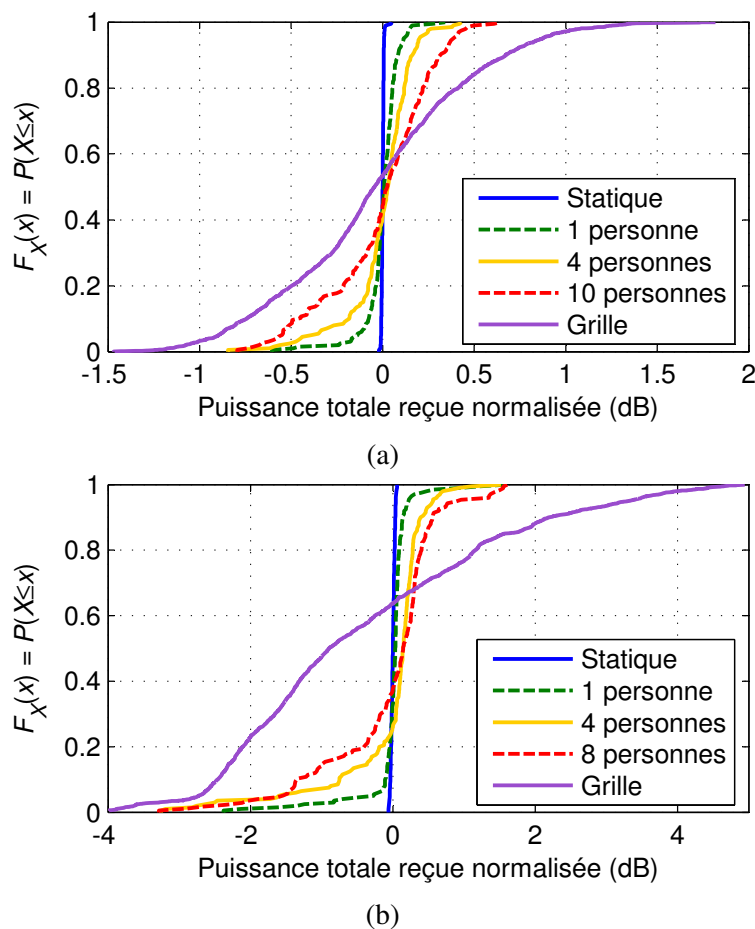 1
0.8
0.6
0.4
0.2
0
F_X(x) = P(X≤x)
Statique
1 personne
4 personnes
10 personnes
Grille
-1.5 -1 -0.5 0 0.5 1 1.5 2
Puissance totale reçue normalisée (dB)
(a)
1
0.8
0.6
0.4
0.2
0
F_X(x) = P(X≤x)
Statique
1 personne
4 personnes
8 personnes
Grille
-4 -2 0 2 4
Puissance totale reçue normalisée (dB)
(b)